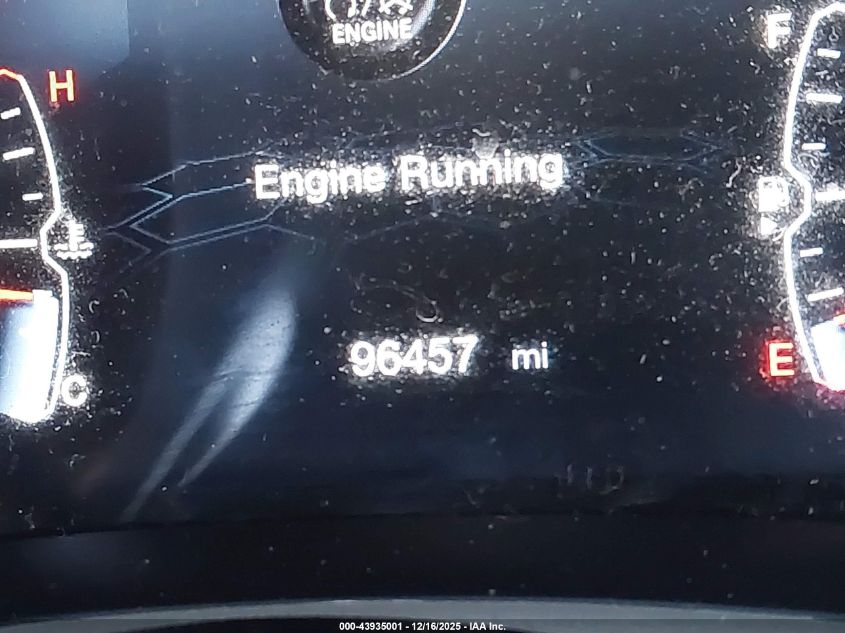 ENGINE
F
H
Engine Running
96457 mi
E
C
000-43935001 - 12/16/2025 - IAA Inc.